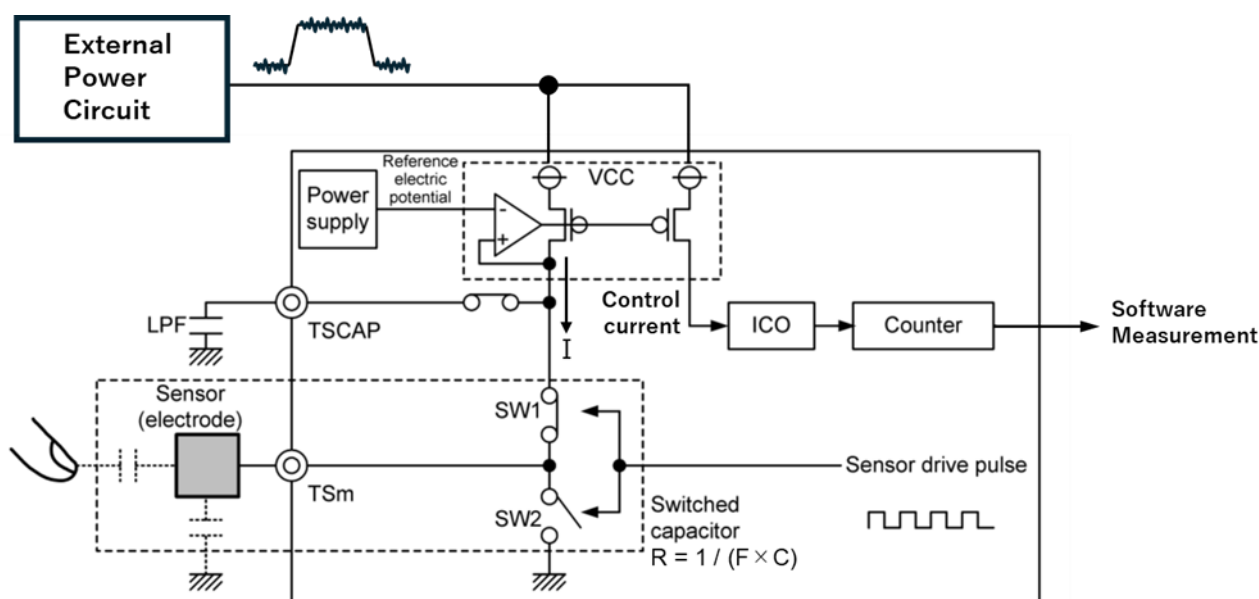 External
Power
Circuit
Reference
electric
potential
VCC
Power
supply
-
+
LPF
TSCAP
Control
current
I
ICO
Counter
Software
Measurement
Sensor
(electrode)
SW1
TSm
Sensor drive pulse
SW2
Switched
capacitor
R = 1 / (F × C)